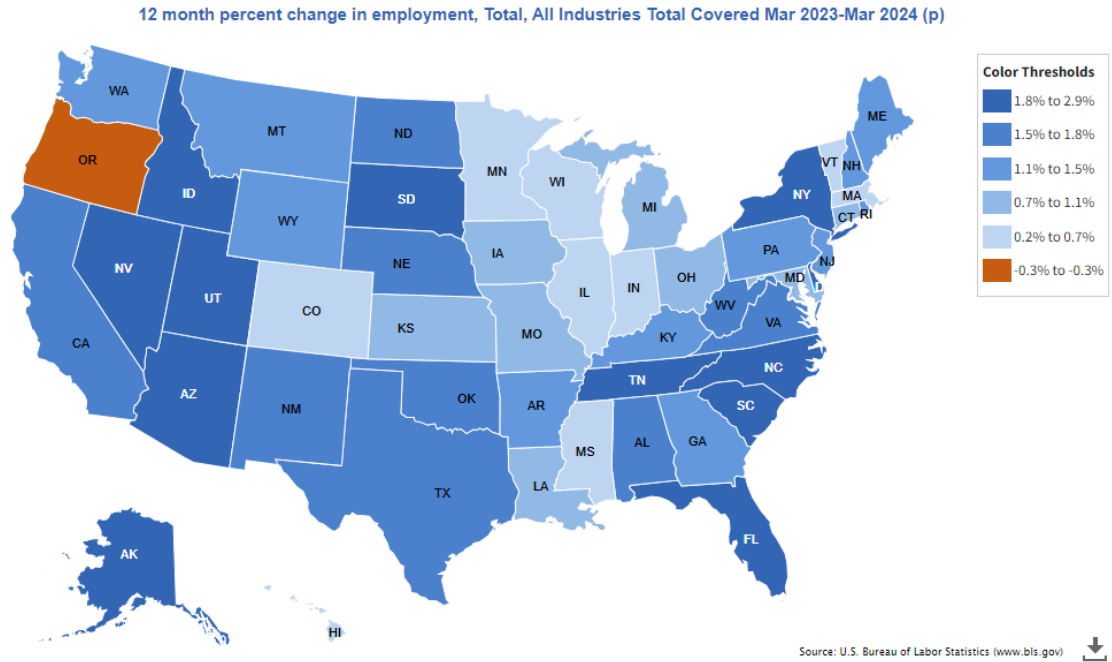 12 month percent change in employment, Total, All Industries Total Covered Mar 2023-Mar 2024 (p)
Color Thresholds
1.8% to 2.9%
1.5% to 1.8%
1.1% to 1.5%
0.7% to 1.1%
0.2% to 0.7%
-0.3% to -0.3%
WA
MT
ND
MN
ME
OR
ID
SD
WI
VT
NH
WY
MI
NY
MA
CT
RI
NV
UT
NE
IA
PA
NJ
CO
KS
IL
IN
OH
MD
D
CA
MO
KY
WV
VA
AZ
NM
OK
AR
TN
NC
SC
TX
LA
MS
AL
GA
AK
FL
HI
Source: U.S. Bureau of Labor Statistics (www.bls.gov)